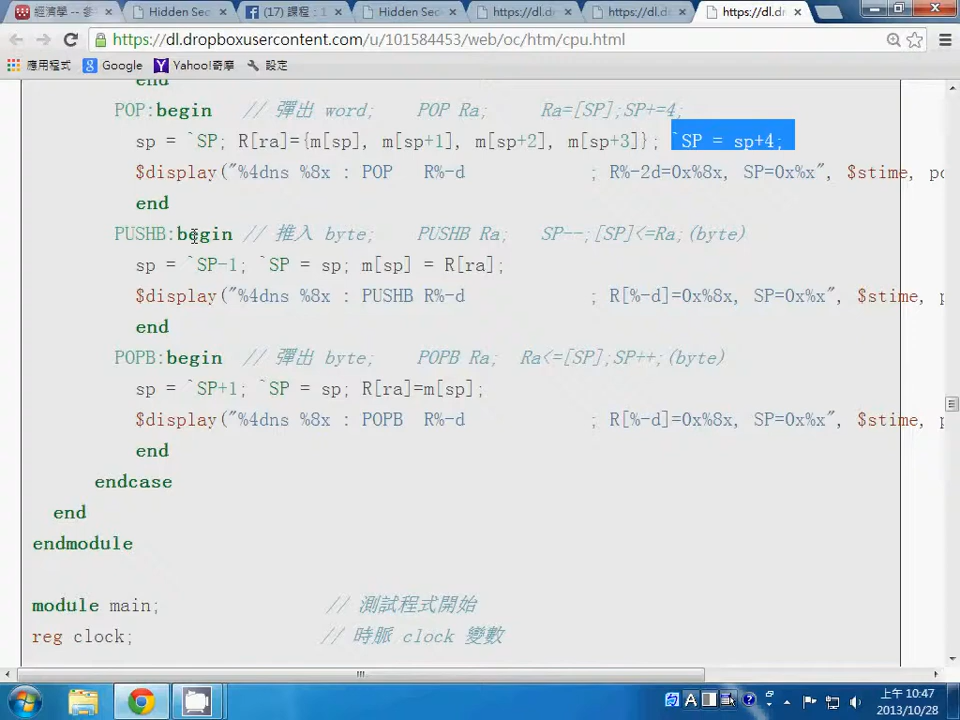 經濟學 -- 參
Hidden Sec
(17) 課程：1
Hidden Sec
https://dl.d
https://dl.d
https://dl.d
https://dl.dropboxusercontent.com/u/101584453/web/oc/htm/cpu.html
應用程式
Google
Yahoo!奇摩
設定
end
POP:begin // 彈出 word; POP Ra; Ra=[SP];SP+=4;
sp = `SP; R[ra]={m[sp], m[sp+1], m[sp+2], m[sp+3]}; `SP = sp+4;
$display("%4dns %8x : POP R%-d ; R%-2d=0x%8x, SP=0x%x", $stime, pc
end
PUSHB:begin // 推入 byte; PUSHB Ra; SP--;[SP]<=Ra;(byte)
sp = `SP-1; `SP = sp; m[sp] = R[ra];
$display("%4dns %8x : PUSHB R%-d ; R[%-d]=0x%8x, SP=0x%x", $stime, p
end
POPB:begin // 彈出 byte; POPB Ra; Ra<=[SP];SP++;(byte)
sp = `SP+1; `SP = sp; R[ra]=m[sp];
$display("%4dns %8x : POPB R%-d ; R[%-d]=0x%8x, SP=0x%x", $stime, p
end
endcase
end
endmodule
module main; // 測試程式開始
reg clock; // 時脈 clock 變數
上午 10:47
2013/10/28